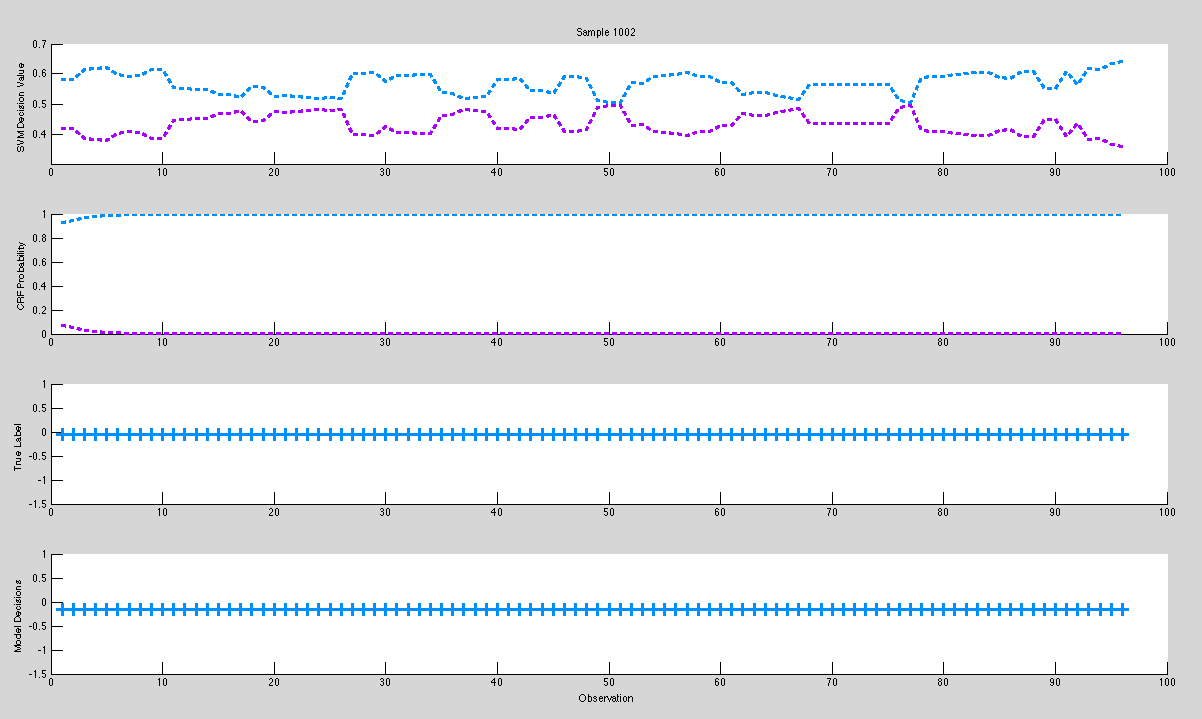 Sample 1002
SVM Decision Value
0.7
0.6
0.5
0.4
0 10 20 30 40 50 60 70 80 90 100
CRF Probability
1
0.8
0.6
0.4
0.2
0
0 10 20 30 40 50 60 70 80 90 100
True Label
1
0.5
0
-0.5
-1
-1.5
0 10 20 30 40 50 60 70 80 90 100
Model Decisions
1
0.5
0
-0.5
-1
-1.5
0 10 20 30 40 50 60 70 80 90 100
Observation